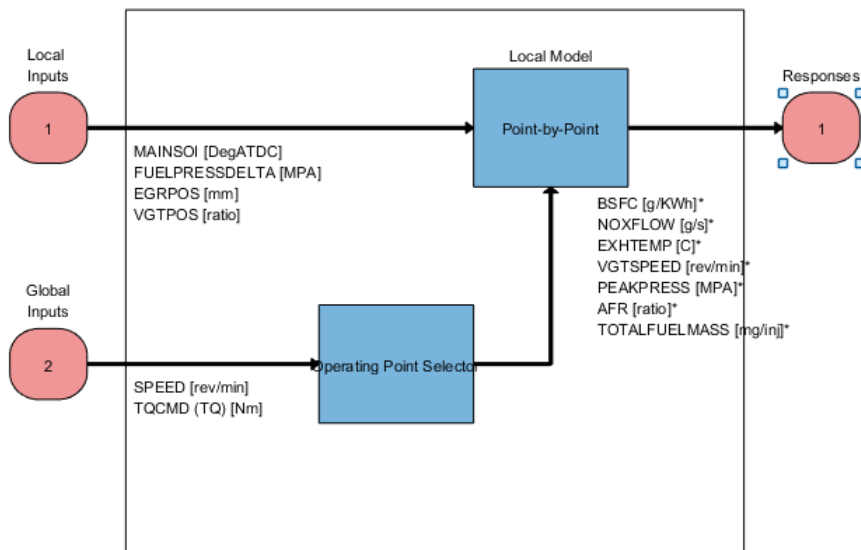 Local
Inputs
1
MAINSOI [DegATDC]
FUELPRESSDELTA [MPA]
EGRPOS [mm]
VGTPOS [ratio]
Local Model
Point-by-Point
Responses
1
BSFC [g/KWh]*
NOXFLOW [g/s]*
EXHTEMP [C]*
VGTSPEED [rev/min]*
PEAKPRESS [MPA]*
AFR [ratio]*
TOTALFUELMASS [mg/inj]*
Global
Inputs
2
SPEED [rev/min]
TQCMD (TQ) [Nm]
Operating Point Selector